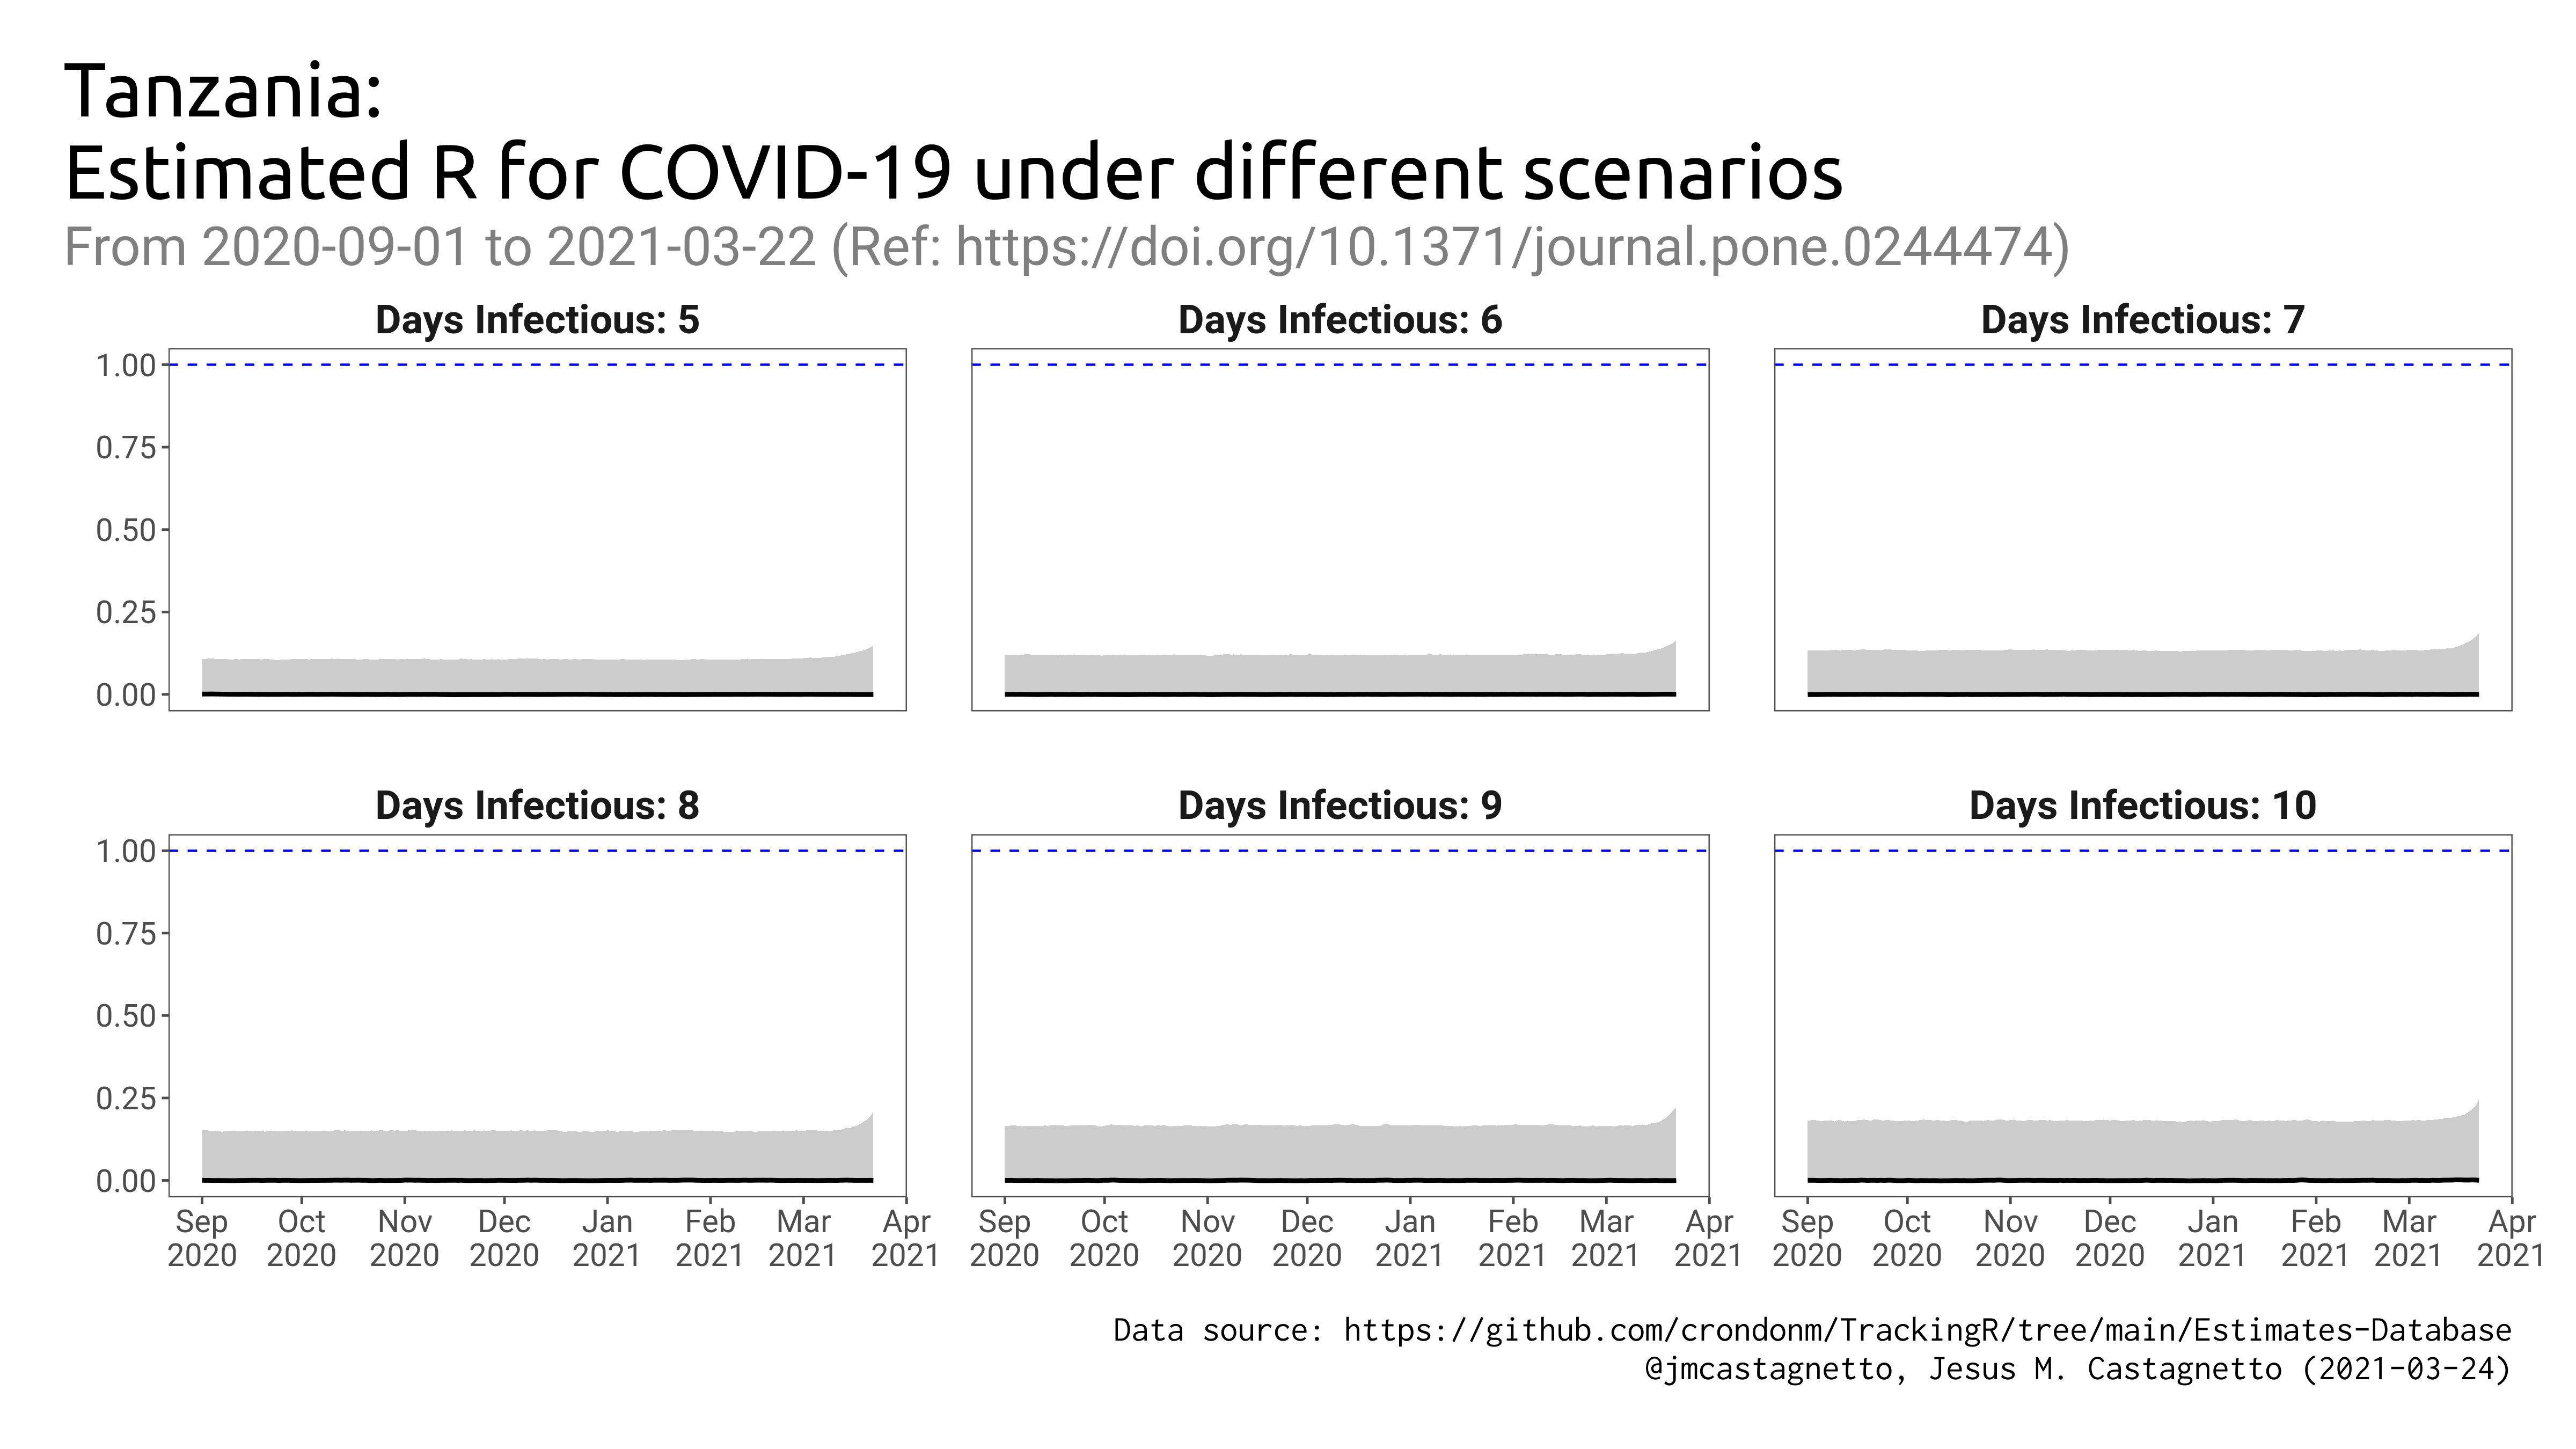 Tanzania:
Estimated R for COVID-19 under different scenarios
From 2020-09-01 to 2021-03-22 (Ref: https://doi.org/10.1371/journal.pone.0244474)
Days Infectious: 5 Days Infectious: 6 Days Infectious: 7
1.00
0.75
0.50
0.25
0.00
Days Infectious: 8 Days Infectious: 9 Days Infectious: 10
1.00
0.75
0.50
0.25
0.00
Sep Oct Nov Dec Jan Feb Mar Apr Sep Oct Nov Dec Jan Feb Mar Apr Sep Oct Nov Dec Jan Feb Mar Apr
2020 2020 2020 2020 2021 2021 2021 2021 2020 2020 2020 2020 2021 2021 2021 2021 2020 2020 2020 2020 2021 2021 2021 2021
Data source: https://github.com/crondonm/TrackingR/tree/main/Estimates-Database
@jmcastagnetto, Jesus M. Castagnetto (2021-03-24)